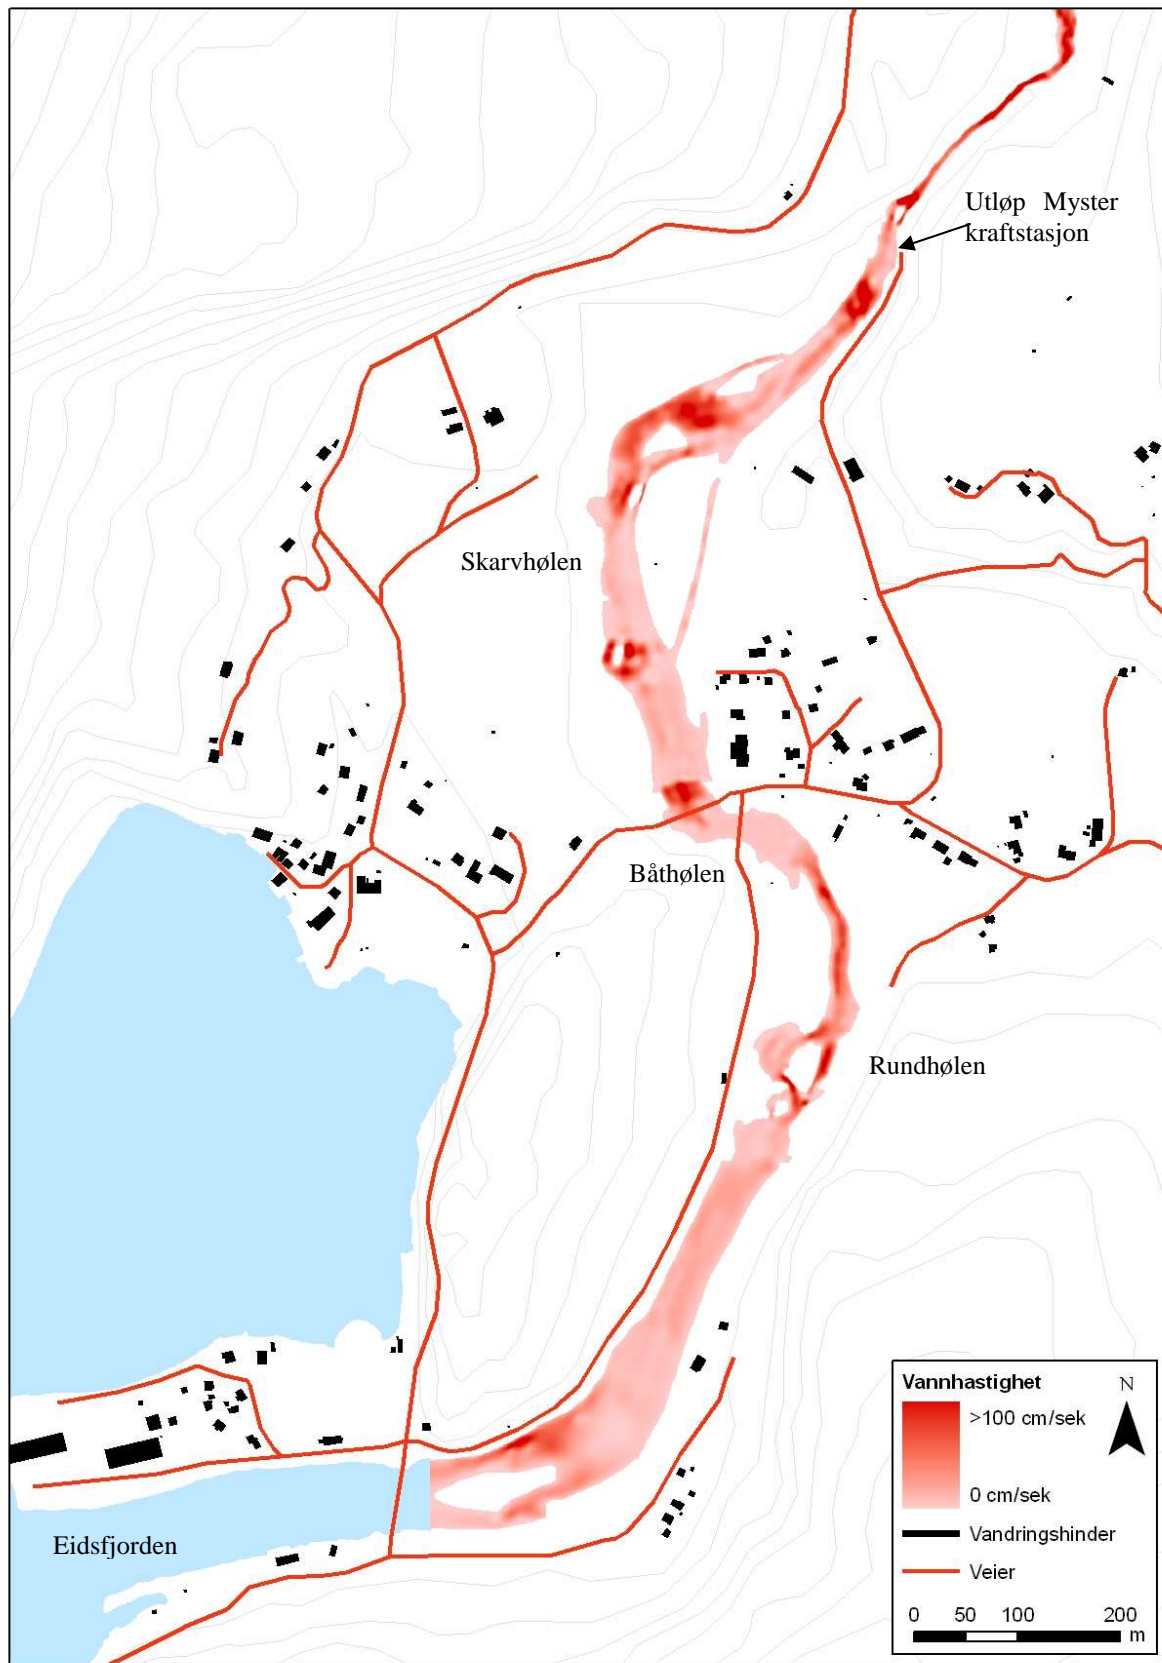 Utløp Myster
kraftstasjon
Skarvhølen
Båthølen
Rundhølen
Eidsfjorden
Vannhastighet
N
>100 cm/sek
0 cm/sek
Vandringshinder
Veier
0 50 100 200
m